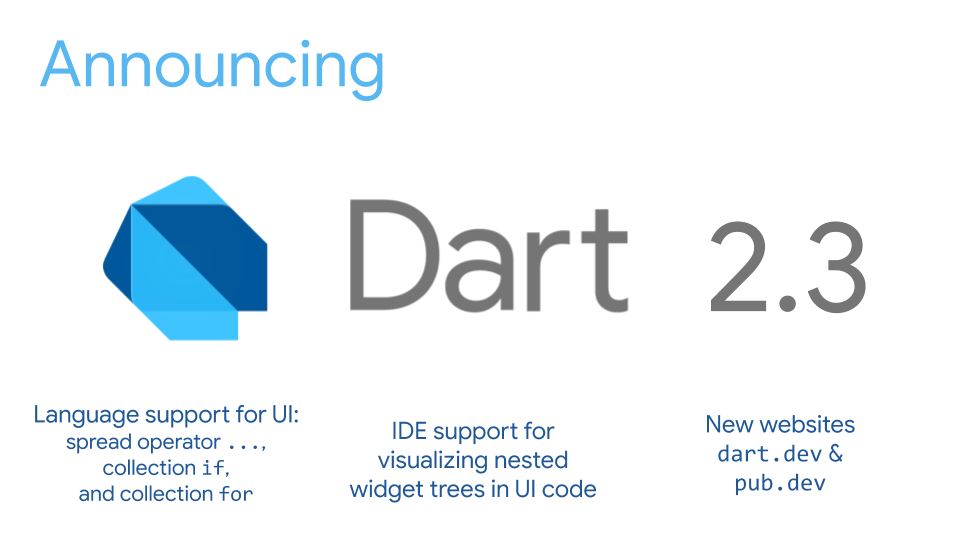 Announcing
Dart 2.3
Language support for UI:
spread operator ...,
collection if,
and collection for
IDE support for
visualizing nested
widget trees in UI code
New websites
dart.dev &
pub.dev